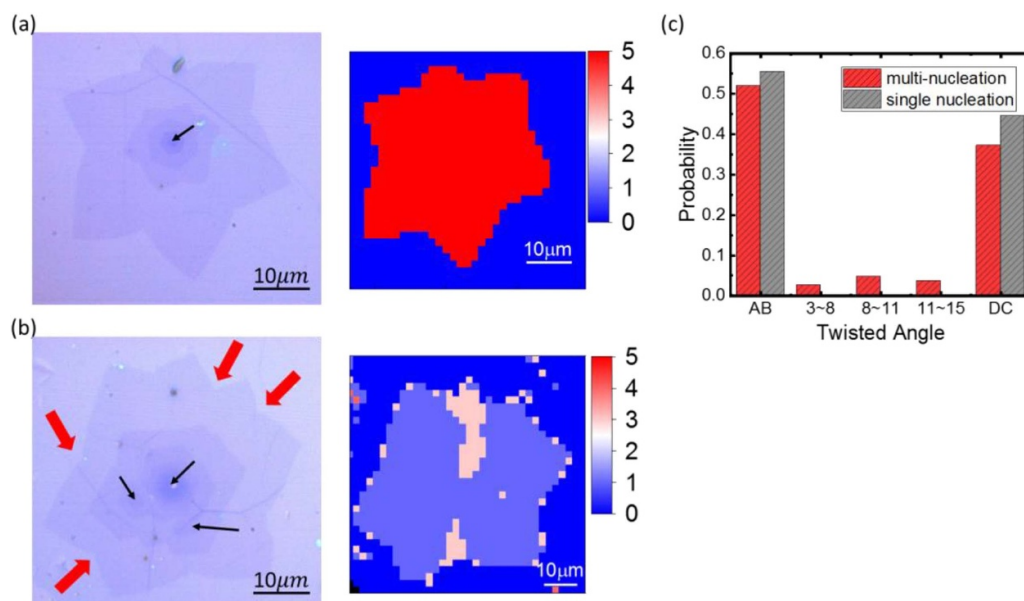 (a)
10μm
5
4
3
2
1
0
10μm
(b)
10μm
5
4
3
2
1
0
10μm
(c)
0.6
0.5
0.4
0.3
0.2
0.1
0.0
Probability
multi-nucleation
single nucleation
AB 3~8 8~11 11~15 DC
Twisted Angle